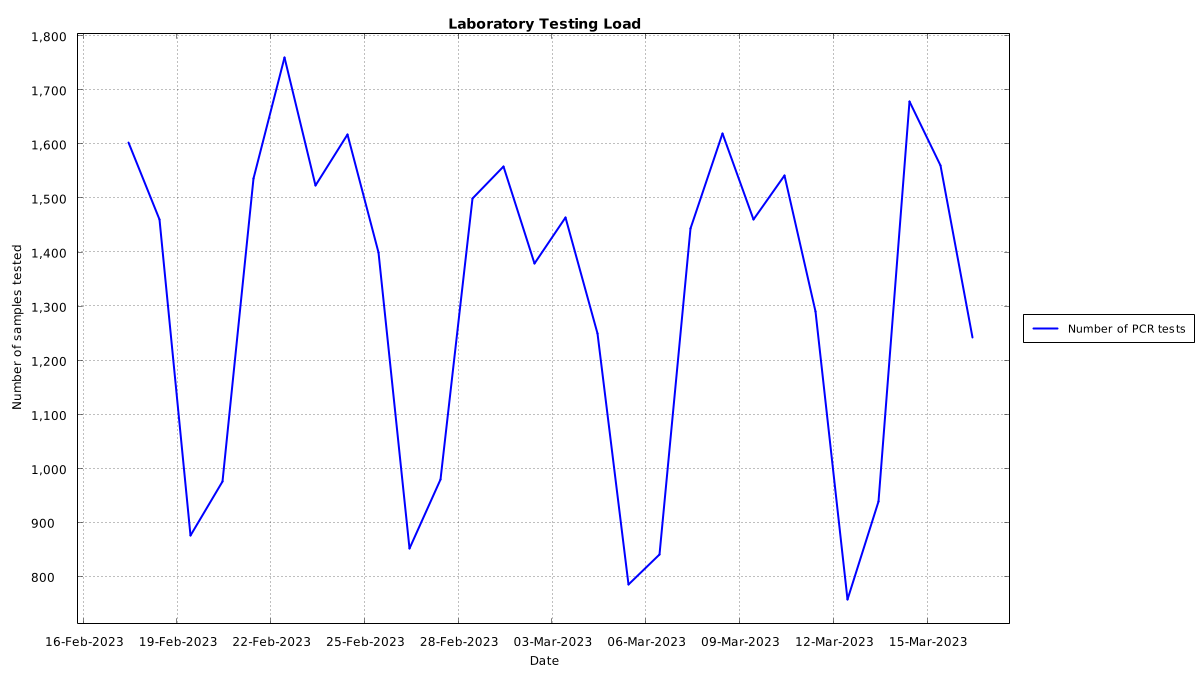 Laboratory Testing Load
1,800
1,700
1,600
1,500
1,400
1,300
1,200
1,100
1,000
900
800
Number of samples tested
16-Feb-2023 19-Feb-2023 22-Feb-2023 25-Feb-2023 28-Feb-2023 03-Mar-2023 06-Mar-2023 09-Mar-2023 12-Mar-2023 15-Mar-2023
Date
Number of PCR tests